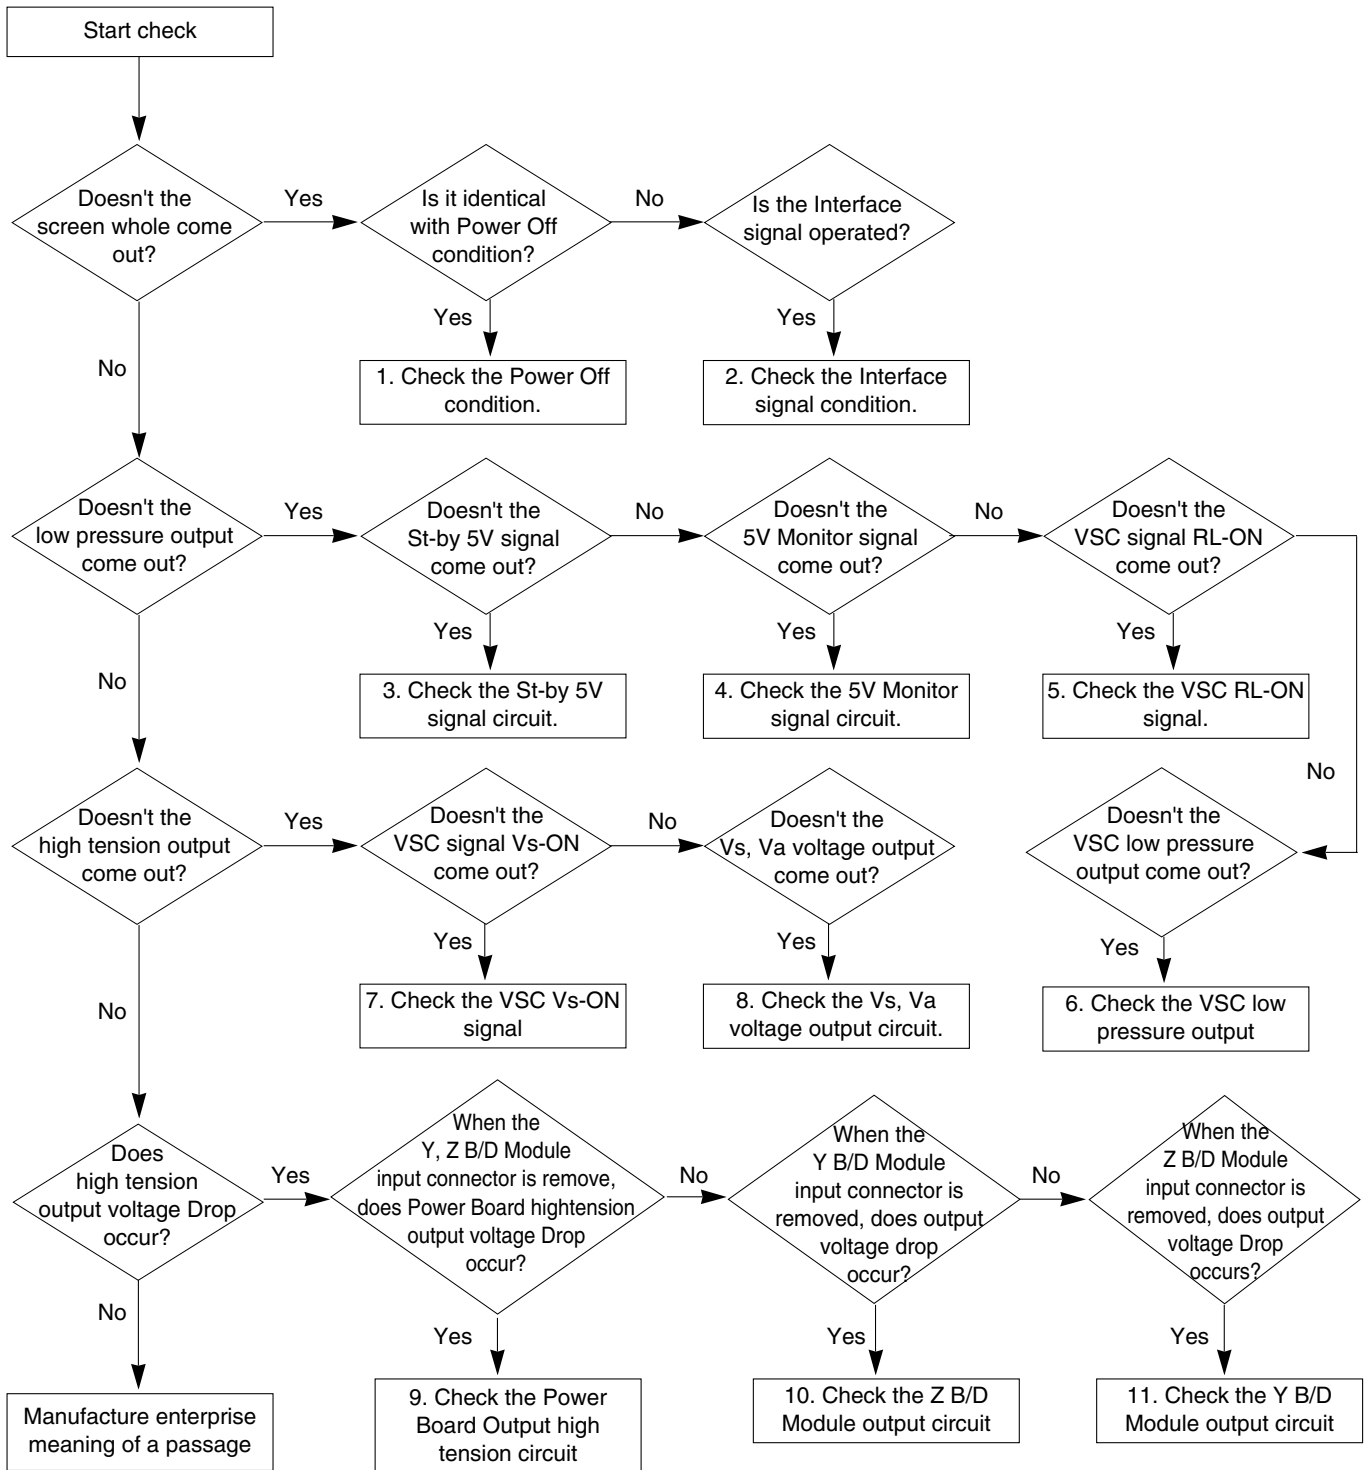 Start check
Doesn't the
screen whole come
out?
Yes
Is it identical
with Power Off
condition?
No
Is the Interface
signal operated?
Yes
Yes
No
1. Check the Power Off
condition.
2. Check the Interface
signal condition.
Doesn't the
low pressure output
come out?
Yes
Doesn't the
St-by 5V signal
come out?
No
Doesn't the
5V Monitor signal
come out?
No
Doesn't the
VSC signal RL-ON
come out?
Yes
Yes
Yes
No
3. Check the St-by 5V
signal circuit.
4. Check the 5V Monitor
signal circuit.
5. Check the VSC RL-ON
signal.
No
Doesn't the
high tension output
come out?
Yes
Doesn't the
VSC signal Vs-ON
come out?
No
Doesn't the
Vs, Va voltage output
come out?
Doesn't the
VSC low pressure
output come out?
Yes
Yes
Yes
No
7. Check the VSC Vs-ON
signal
8. Check the Vs, Va
voltage output circuit.
6. Check the VSC low
pressure output
Does
high tension
output voltage Drop
occur?
Yes
When the
Y, Z B/D Module
input connector is remove,
does Power Board hightension
output voltage Drop
occur?
No
When the
Y B/D Module
input connector is
removed, does output
voltage drop
occur?
No
When the
Z B/D Module
input connector is
removed, does output
voltage Drop
occurs?
No
Yes
Yes
Yes
Manufacture enterprise
meaning of a passage
9. Check the Power
Board Output high
tension circuit
10. Check the Z B/D
Module output circuit
11. Check the Y B/D
Module output circuit